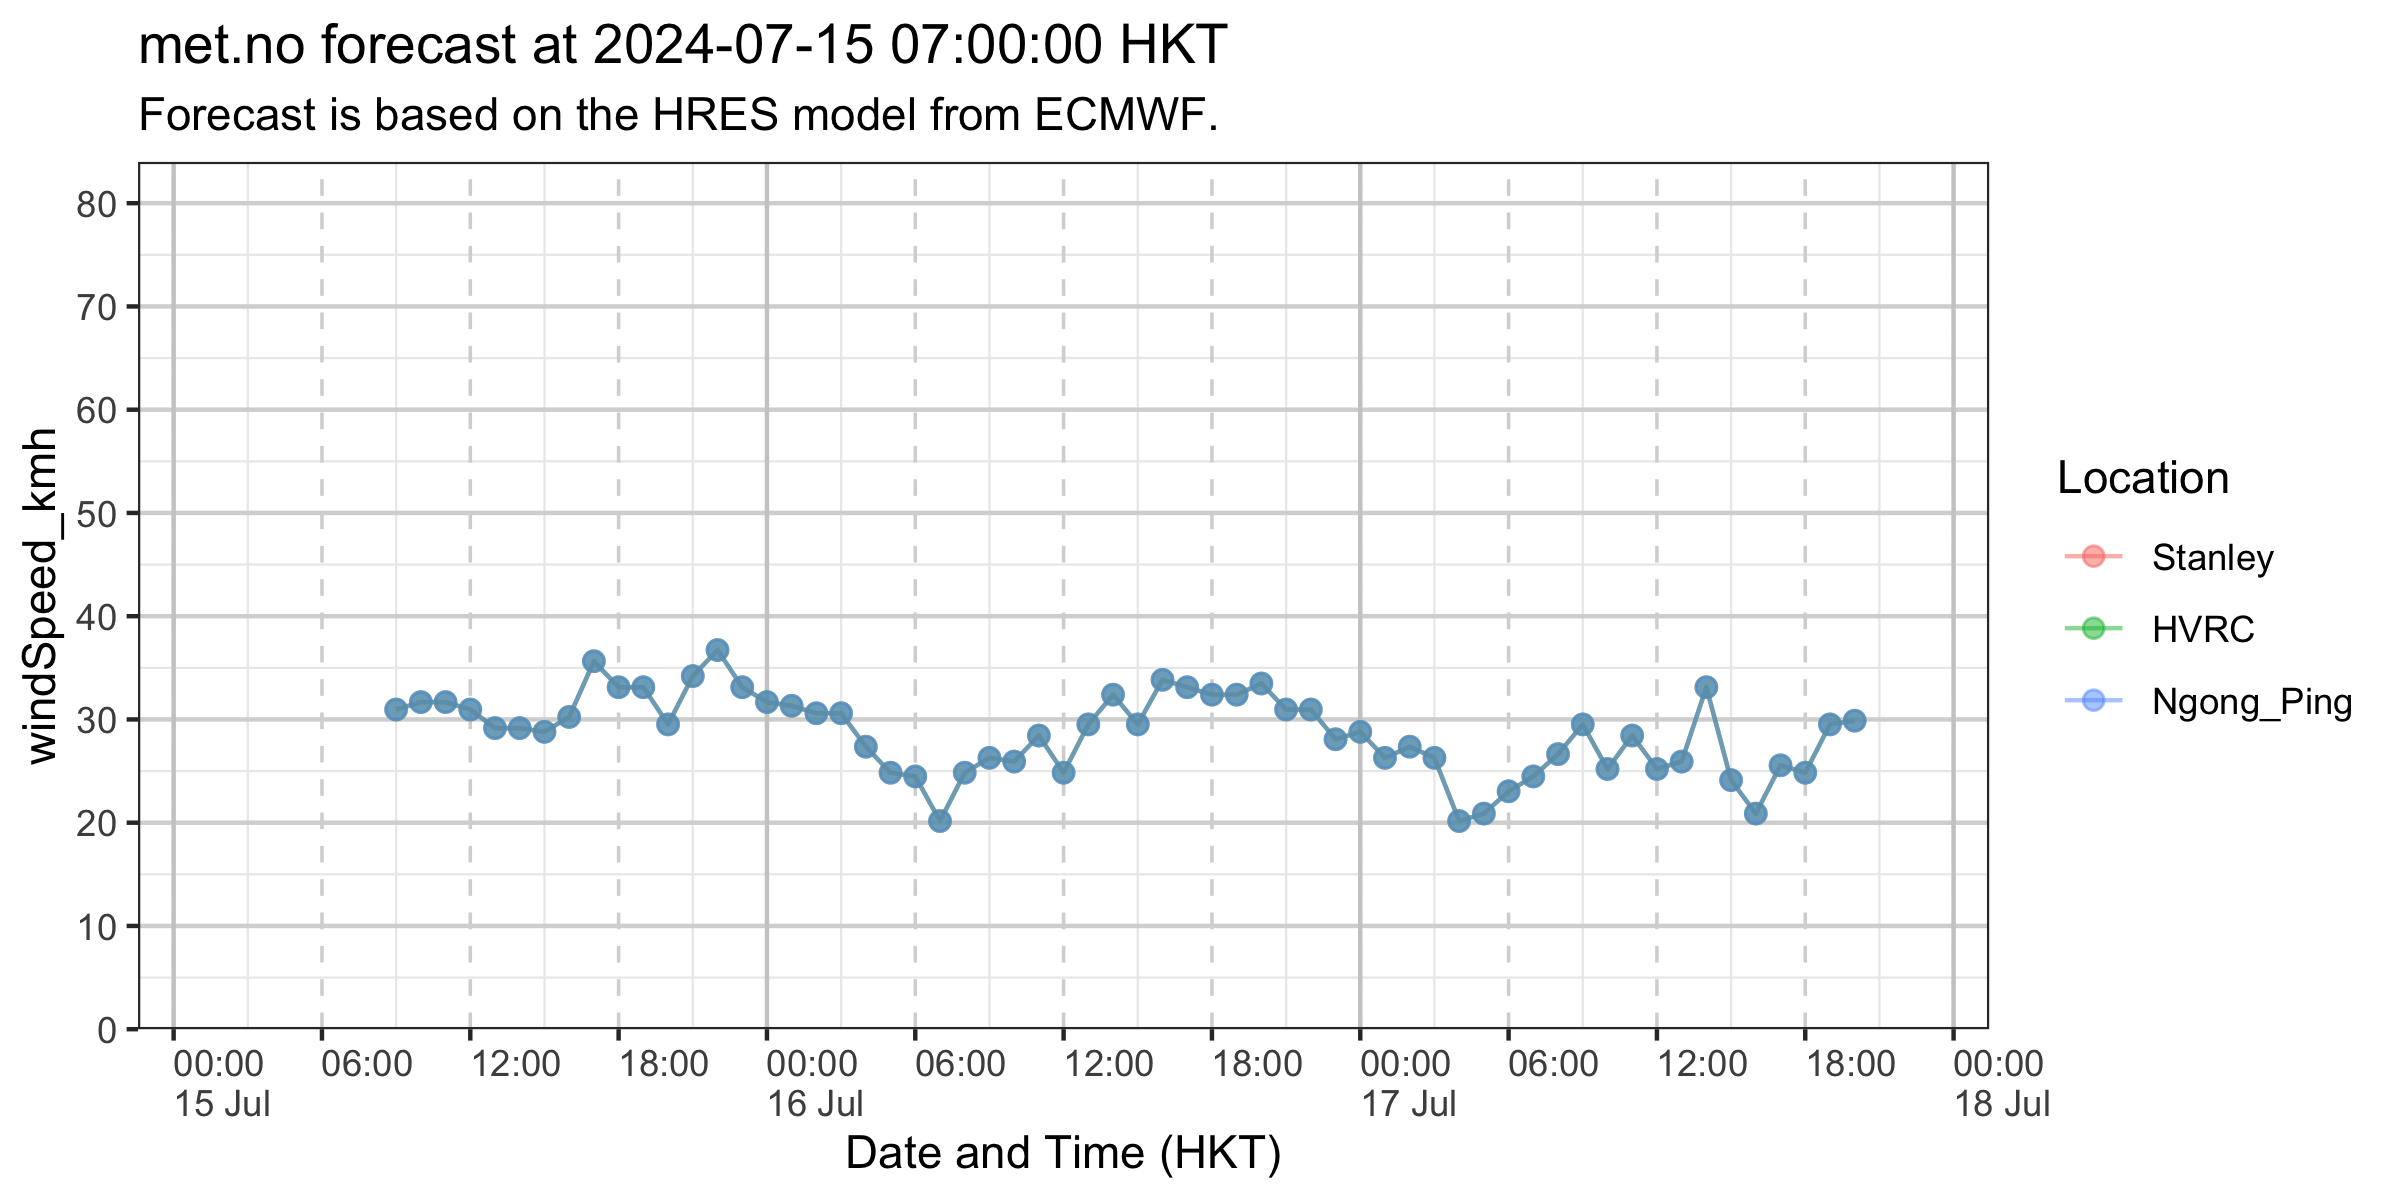 met.no forecast at 2024-07-15 07:00:00 HKT
Forecast is based on the HRES model from ECMWF.
windSpeed_kmh
80
70
60
50
40
30
20
10
0
00:00 06:00 12:00 18:00 00:00 06:00 12:00 18:00 00:00 06:00 12:00 18:00 00:00
15 Jul 16 Jul 17 Jul 18 Jul
Date and Time (HKT)
Location
Stanley
HVRC
Ngong_Ping